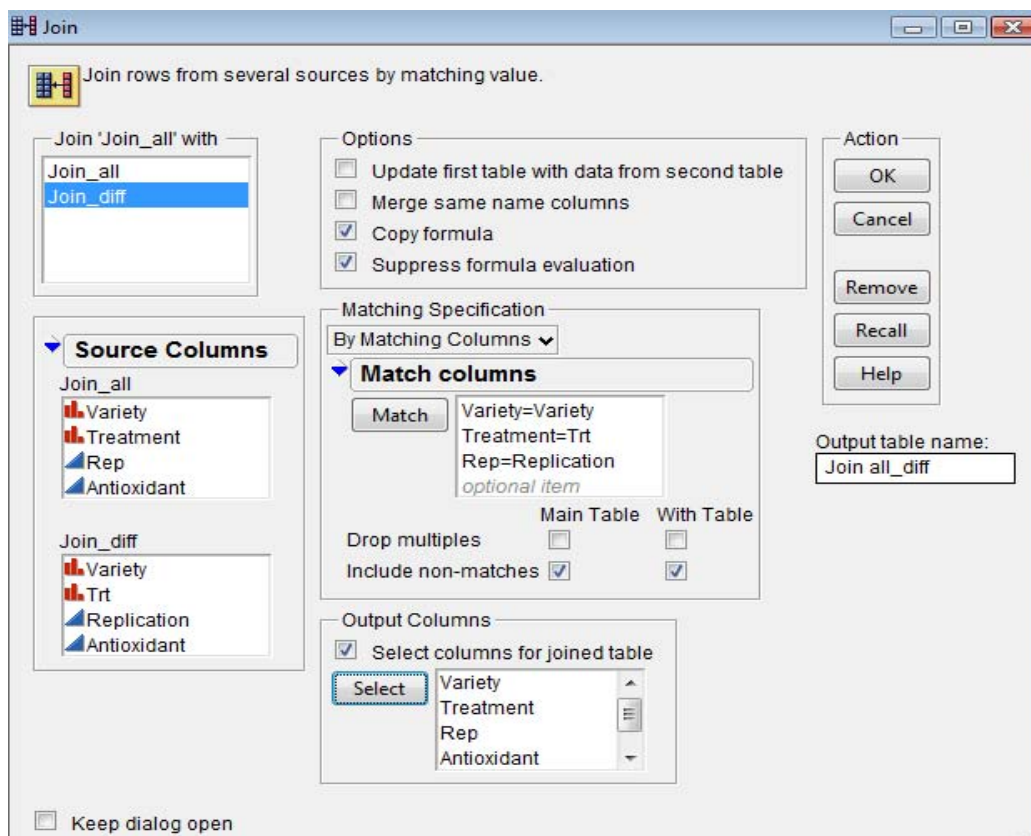 Join
Join rows from several sources by matching value.
Join 'Join_all' with
Join_all
Join_diff
Options
Update first table with data from second table
Merge same name columns
Copy formula
Suppress formula evaluation
Action
OK
Cancel
Remove
Recall
Help
Source Columns
Join_all
Variety
Treatment
Rep
Antioxidant
Join_diff
Variety
Trt
Replication
Antioxidant
Matching Specification
By Matching Columns
Match columns
Match
Variety=Variety
Treatment=Trt
Rep=Replication
optional item
Main Table With Table
Drop multiples
Include non-matches
Output table name:
Join all_diff
Output Columns
Select columns for joined table
Select
Variety
Treatment
Rep
Antioxidant
Keep dialog open